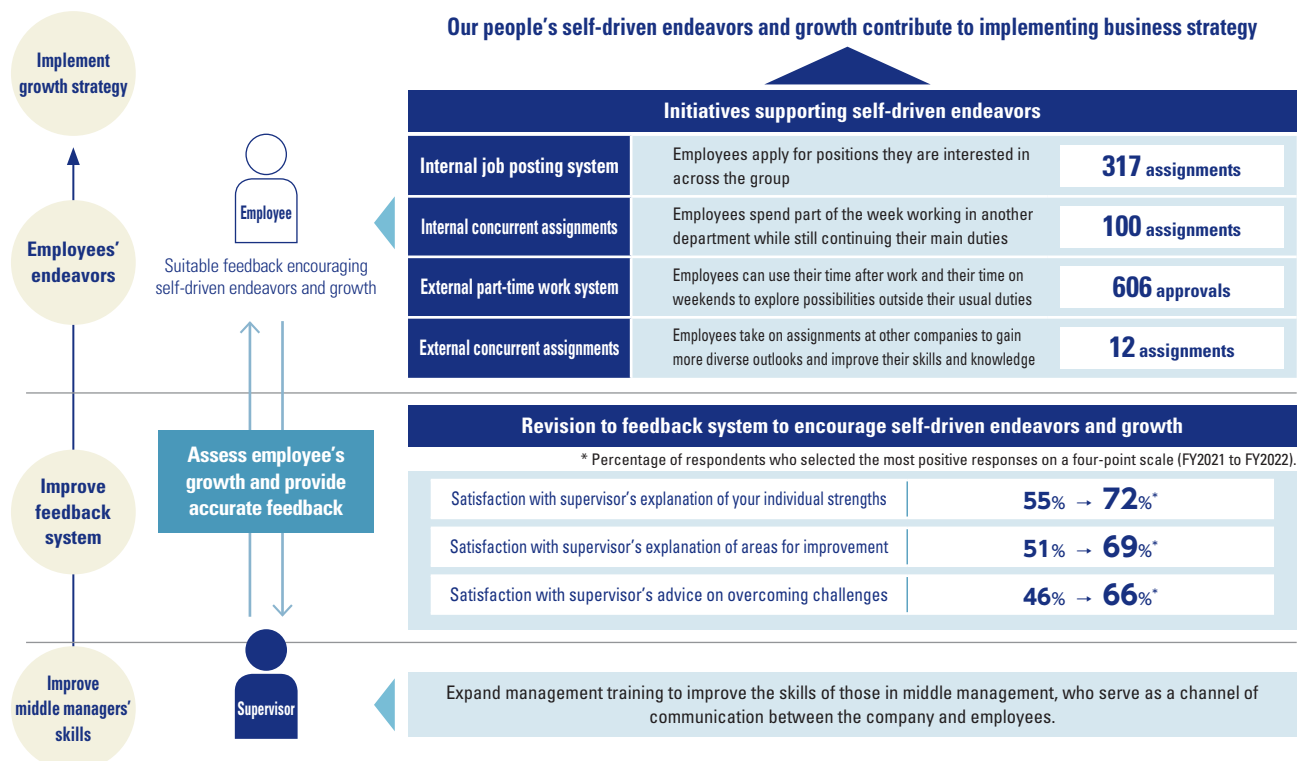 Our people's self-driven endeavors and growth contribute to implementing business strategy
Implement
growth strategy
Employees'
endeavors
Improve
feedback
system
Improve
middle managers'
skills
Employee
Suitable feedback encouraging
self-driven endeavors and growth
Assess employee's
growth and provide
accurate feedback
Supervisor
Initiatives supporting self-driven endeavors
Internal job posting system
Employees apply for positions they are interested in
across the group
317 assignments
Internal concurrent assignments
Employees spend part of the week working in another
department while still continuing their main duties
100 assignments
External part-time work system
Employees can use their time after work and their time on
weekends to explore possibilities outside their usual duties
606 approvals
External concurrent assignments
Employees take on assignments at other companies to gain
more diverse outlooks and improve their skills and knowledge
12 assignments
Revision to feedback system to encourage self-driven endeavors and growth
* Percentage of respondents who selected the most positive responses on a four-point scale (FY2021 to FY2022).
Satisfaction with supervisor's explanation of your individual strengths
55% → 72%*
Satisfaction with supervisor's explanation of areas for improvement
51% → 69%*
Satisfaction with supervisor's advice on overcoming challenges
46% → 66%*
Expand management training to improve the skills of those in middle management, who serve as a channel of
communication between the company and employees.